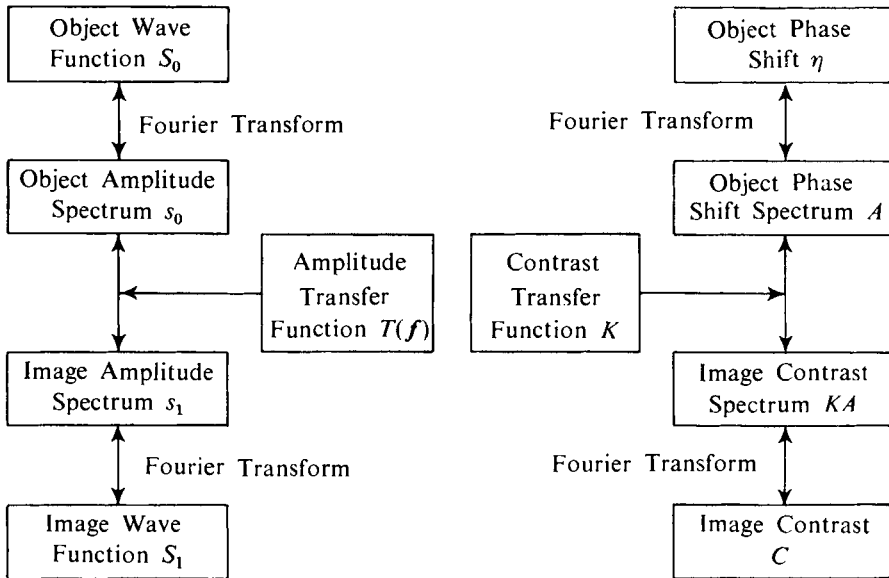 Object Wave
Function S₀
Fourier Transform
Object Amplitude
Spectrum s₀
Amplitude
Transfer
Function T(f)
Image Amplitude
Spectrum s₁
Fourier Transform
Image Wave
Function S₁
Object Phase
Shift η
Fourier Transform
Object Phase
Shift Spectrum A
Contrast
Transfer
Function K
Image Contrast
Spectrum KA
Fourier Transform
Image Contrast
C